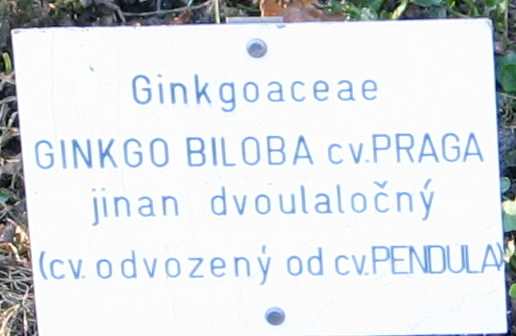 Ginkgoaceae
GINKGO BILOBA cv.PRAGA
jinan dvoulaločný
(cv. odvozený od cv.PENDULA)